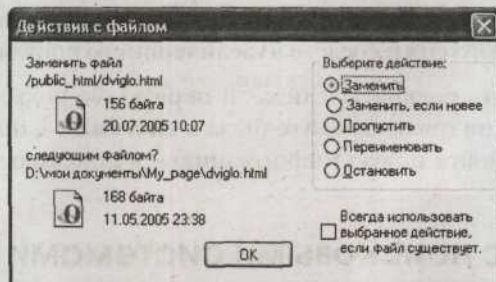 Действия с файлом
Заменить файл
/public_html/dviglo.html
156 байта
20.07.2005 10:07
следующим файлом?
D:\мои документы\My_page\dviglo.html
168 байта
11.05.2005 23:38
Выберите действие:
Заменить
Заменить, если новее
Пропустить
Переименовать
Остановить
Всегда использовать
выбранное действие,
если файл существует.
OK